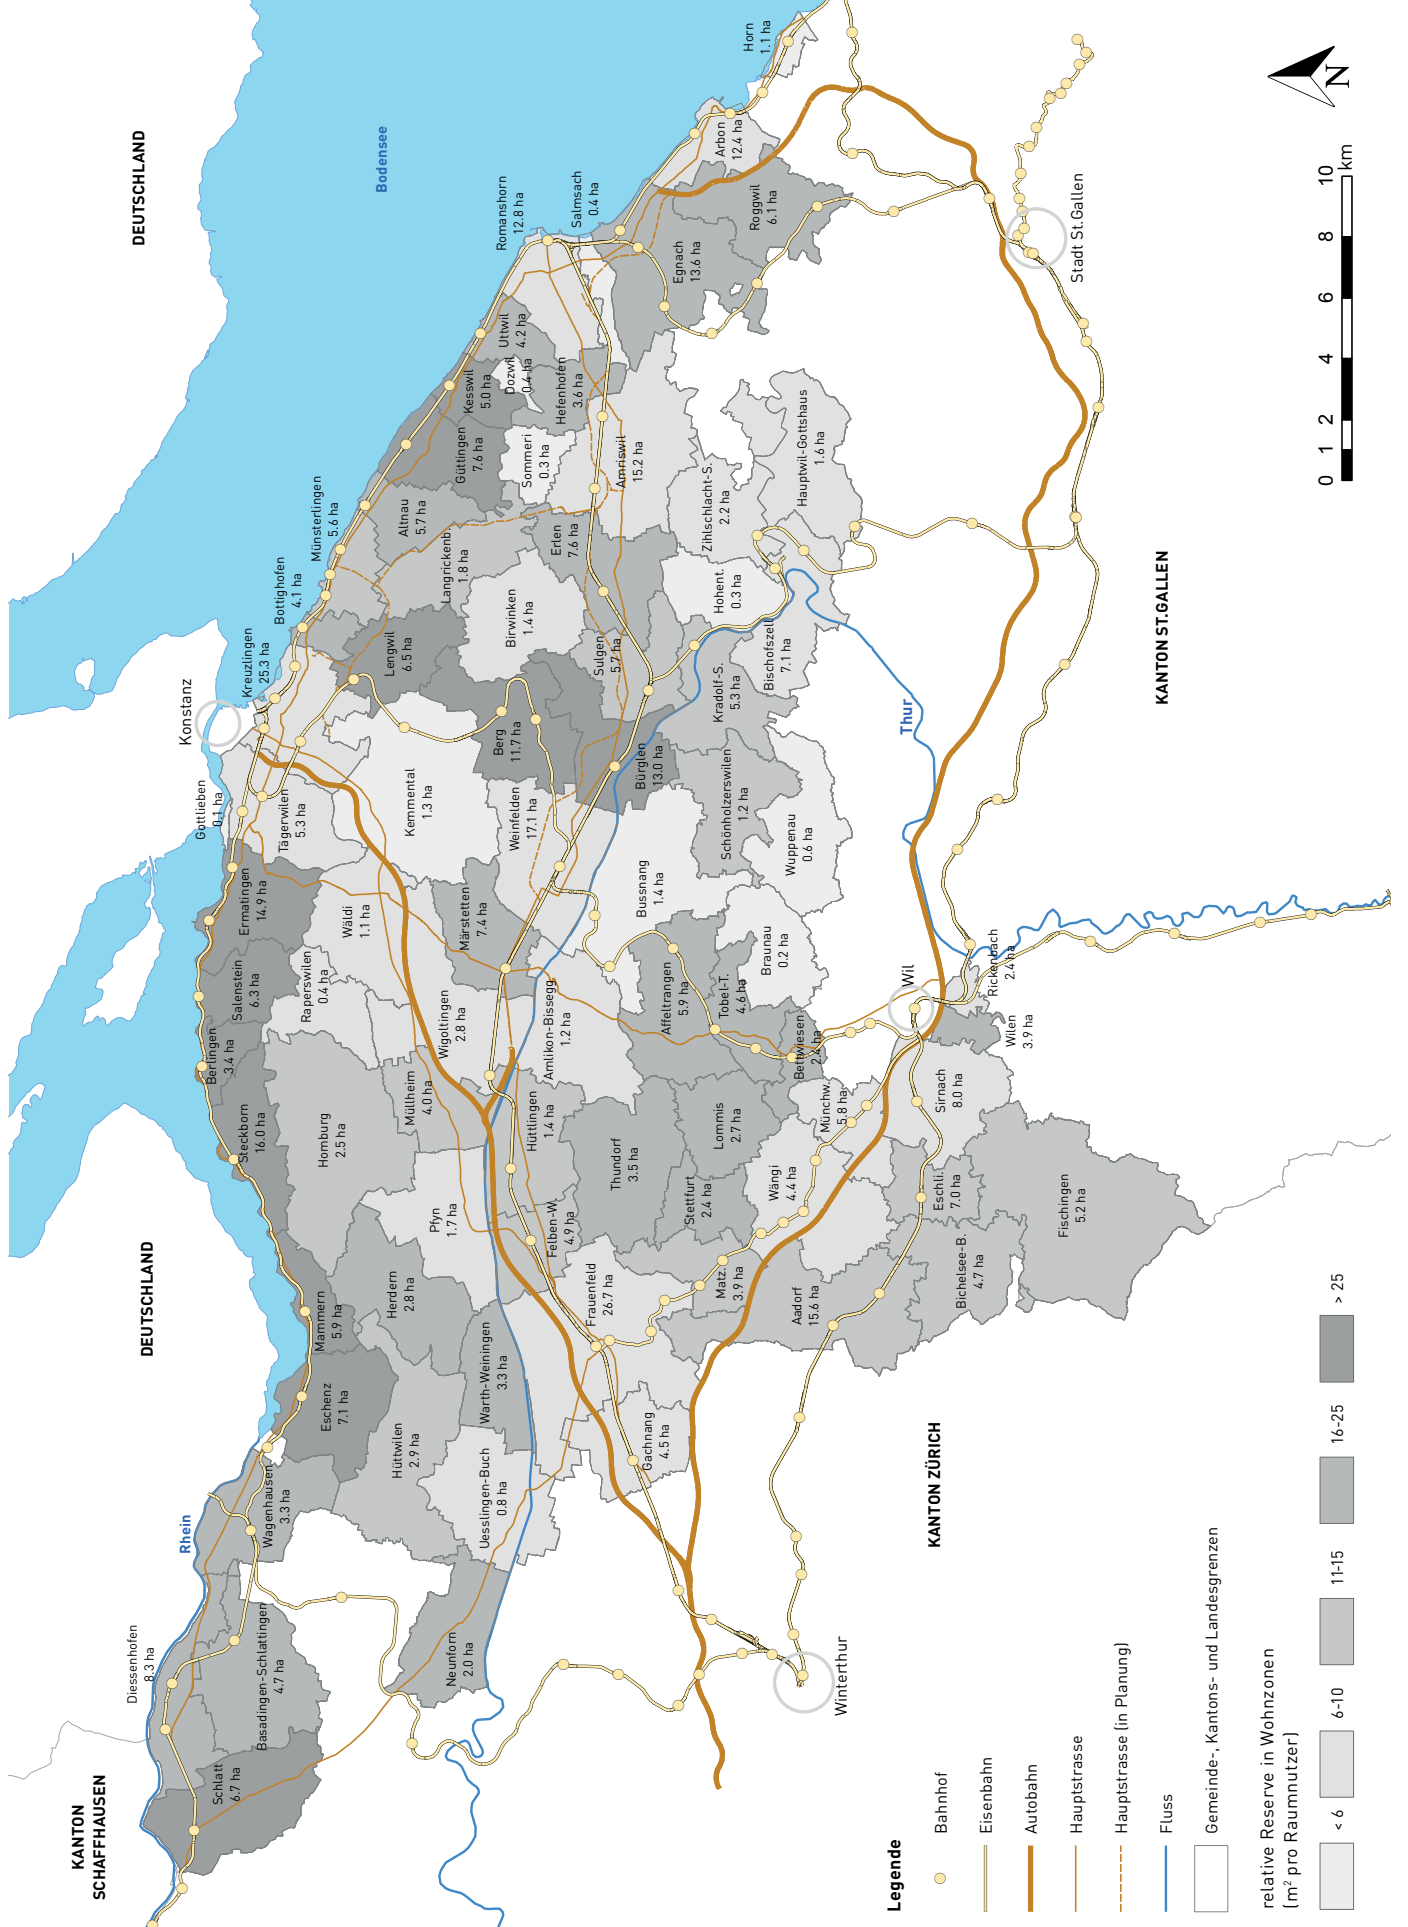 KANTON
SCHAFFHAUSEN
DEUTSCHLAND
DEUTSCHLAND
Bodensee
Rhein
Thur
Konstanz
Diessenhofen
8.3 ha
Schlatt
6.7 ha
Basadingen-Schlattingen
4.7 ha
Wagenhausen
3.3 ha
Eschenz
7.1 ha
Mammern
5.9 ha
Steckborn
16.0 ha
Berlingen
3.4 ha
Salenstein
6.3 ha
Ermatingen
14.9 ha
Gottlieben
0.1 ha
Tägerwilen
5.3 ha
Kreuzlingen
25.3 ha
Bottighofen
4.1 ha
Münsterlingen
5.6 ha
Neunforn
2.0 ha
Uesslingen-Buch
0.8 ha
Hüttwilen
2.9 ha
Warth-Weiningen
3.3 ha
Herdern
2.8 ha
Pfyn
1.7 ha
Homburg
2.5 ha
Müllheim
4.0 ha
Raperswilen
0.4 ha
Wäldi
1.1 ha
Wigoltingen
2.8 ha
Märstetten
7.4 ha
Kemmental
1.3 ha
Weinfelden
17.1 ha
Berg
11.7 ha
Lengwil
6.5 ha
Birwinken
1.4 ha
Langrickenb.
1.8 ha
Altnau
5.7 ha
Güttingen
7.6 ha
Kesswil
5.0 ha
Sommeri
0.3 ha
Dozwil
0.4 ha
Uttwil
4.2 ha
Hefenhofen
3.6 ha
Romanshorn
12.8 ha
Salmsach
0.4 ha
Egnach
13.6 ha
Roggwil
6.1 ha
Arbon
12.4 ha
Horn
1.1 ha
Amriswil
15.2 ha
Erlen
7.6 ha
Sulgen
5.7 ha
Bürglen
13.0 ha
Kradolf-S.
5.3 ha
Hohent.
0.3 ha
Zihlschlacht-S.
2.2 ha
Hauptwil-Gottshaus
1.6 ha
Bischofszell
7.1 ha
Schönholzerswilen
1.2 ha
Wuppenau
0.6 ha
Bussnang
1.4 ha
Amlikon-Bissegg
1.2 ha
Affeltrangen
5.9 ha
Tobel-T.
4.6 ha
Braunau
0.2 ha
Bettwiesen
2.4 ha
Hüttlingen
1.4 ha
Felben-W.
4.9 ha
Frauenfeld
26.7 ha
Gachnang
4.5 ha
Thundorf
3.5 ha
Stettfurt
2.4 ha
Lommis
2.7 ha
Matz.
3.9 ha
Wängi
4.4 ha
Münchw.
5.8 ha
Aadorf
15.6 ha
Sirnach
8.0 ha
Eschli.
7.0 ha
Bichelsee-B.
4.7 ha
Fischingen
5.2 ha
Wil
Wilen
3.9 ha
Rickenbach
2.4 ha
Winterthur
Stadt St.Gallen
KANTON ZÜRICH
KANTON ST.GALLEN
Legende
Bahnhof
Eisenbahn
Autobahn
Hauptstrasse
Hauptstrasse (in Planung)
Fluss
Gemeinde-, Kantons- und Landesgrenzen
relative Reserve in Wohnzonen
(m² pro Raumnutzer)
< 6
6-10
11-15
16-25
> 25
0 1 2 4 6 8 10
km
N